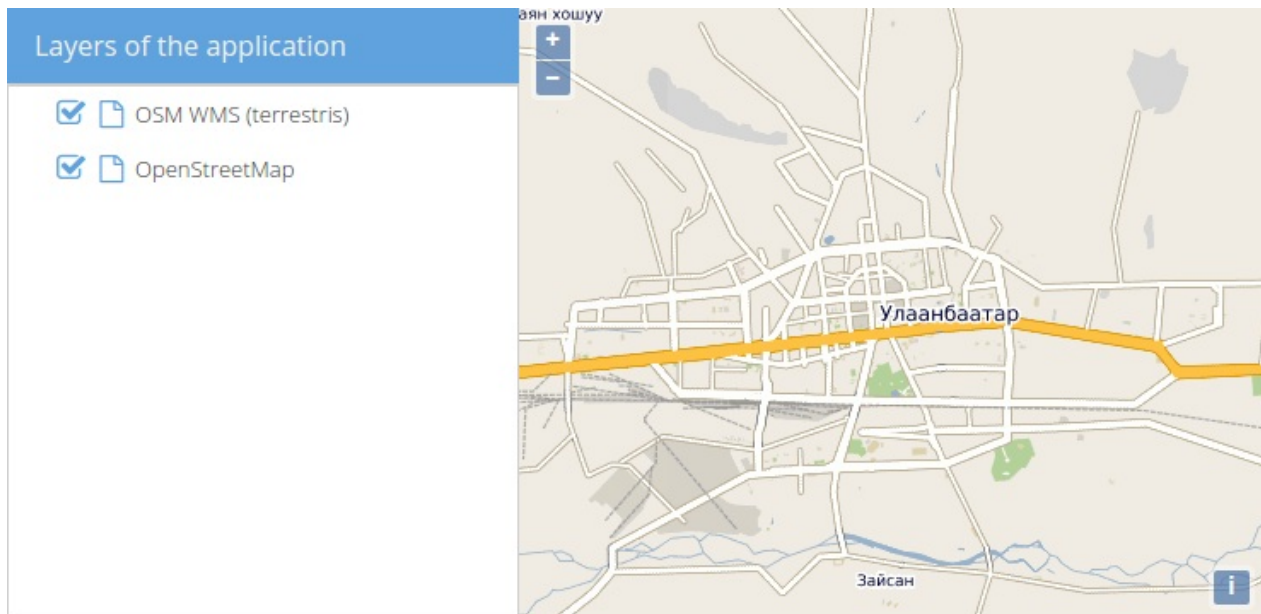 Layers of the application
OSM WMS (terrestris)
OpenStreetMap
аян хошуу
+
−
Улаанбаатар
Зайсан
i